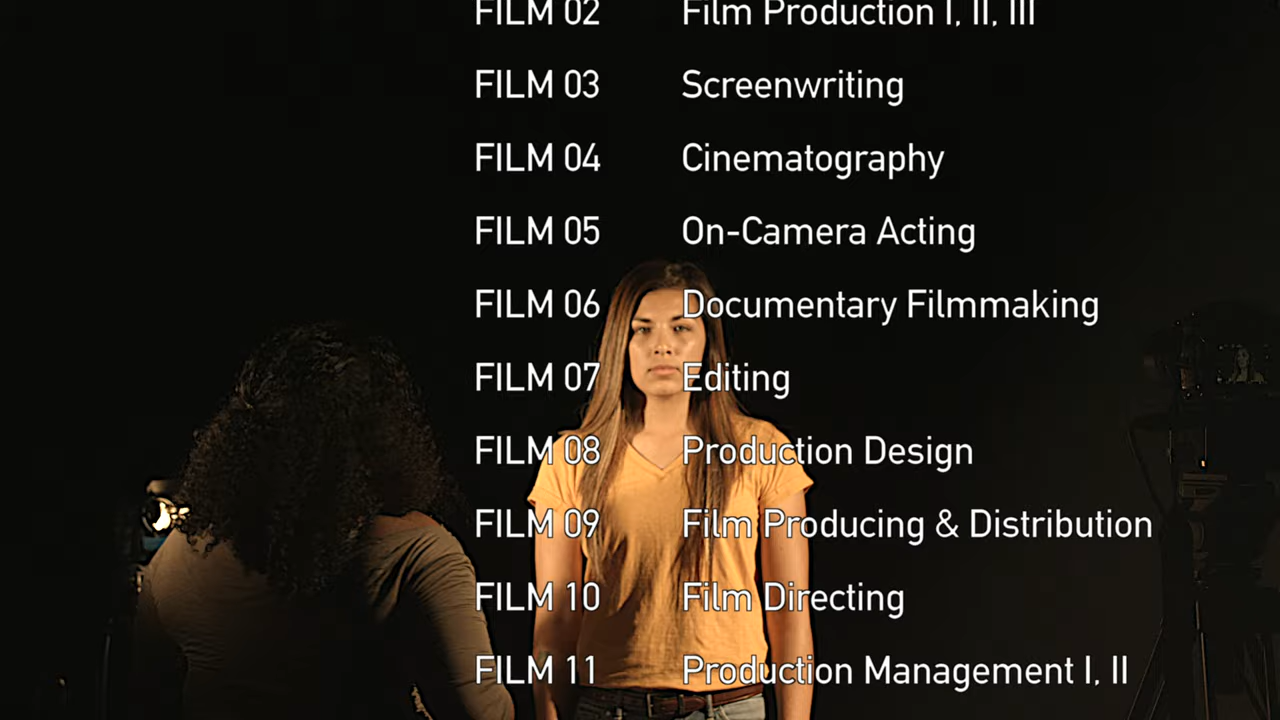 FILM 02 Film Production I, II, III
FILM 03 Screenwriting
FILM 04 Cinematography
FILM 05 On-Camera Acting
FILM 06 Documentary Filmmaking
FILM 07 Editing
FILM 08 Production Design
FILM 09 Film Producing & Distribution
FILM 10 Film Directing
FILM 11 Production Management I, II